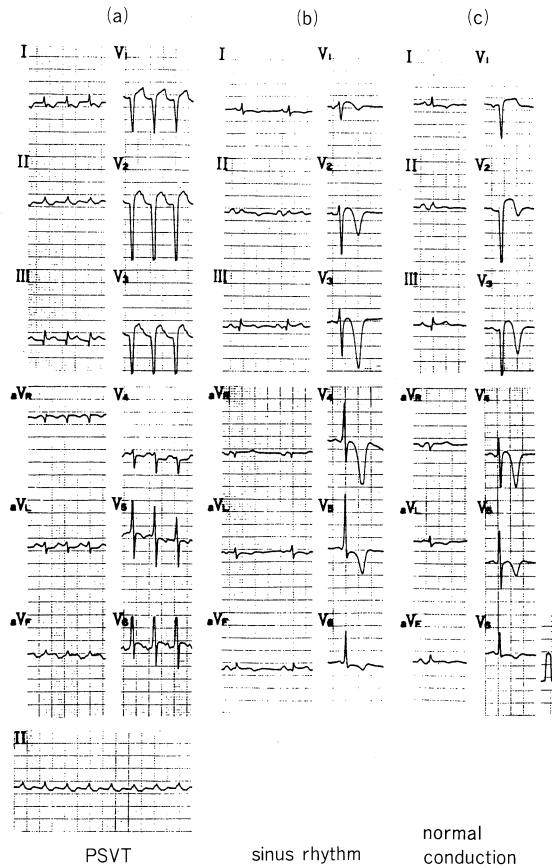 (a) (b) (c)
I V₁ I V₁ I V₁
II V₂ II V₂ II V₂
III V₃ III V₃ III V₃
aVR V₄ aVR V₄ aVR V₄
aVL V₅ aVL V₅ aVL V₅
aVF V₆ aVF V₆ aVF V₆
II
PSVT sinus rhythm normal
conduction